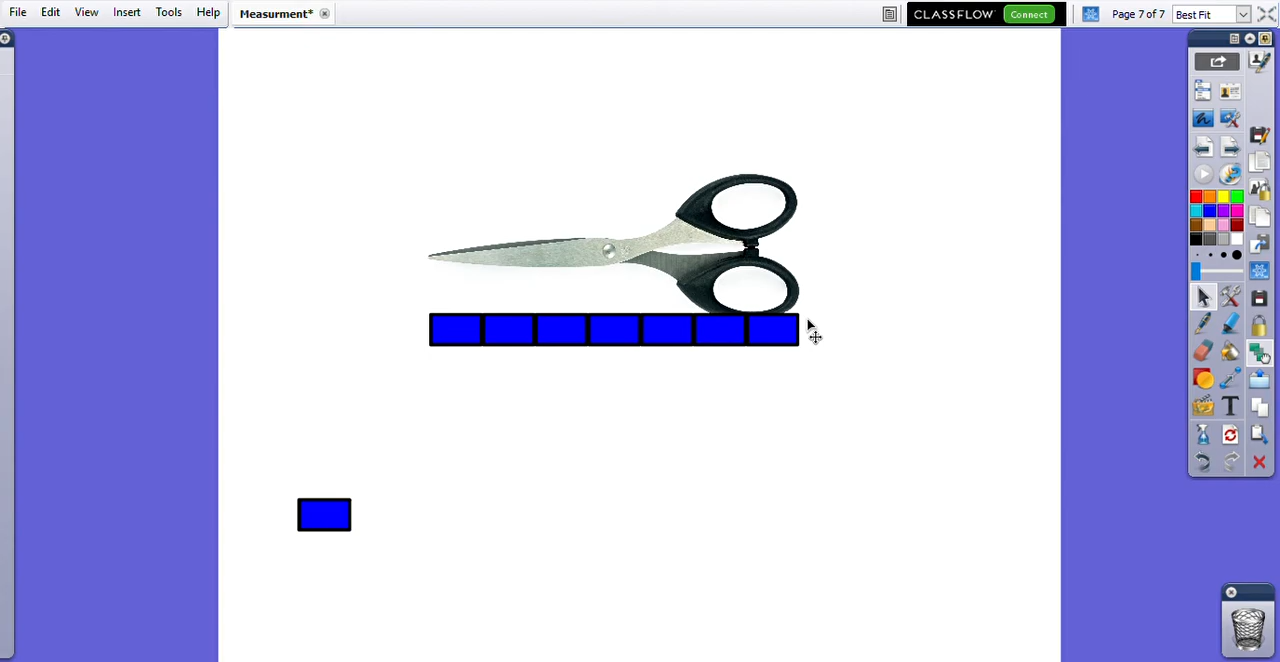 File Edit View Insert Tools Help Measurment* CLASSFLOW Connect Page 7 of 7 Best Fit
T